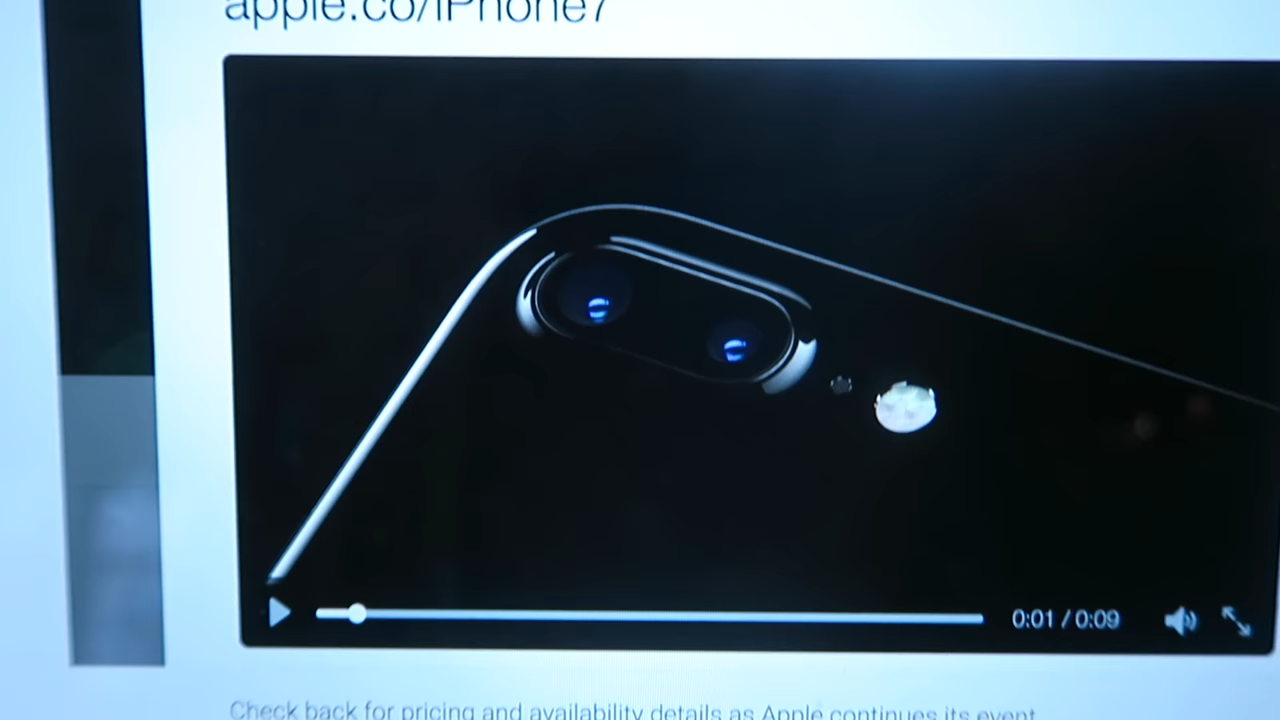 apple.co/iPhone7
0:01 / 0:09
Check back for pricing and availability details as Apple continues its event